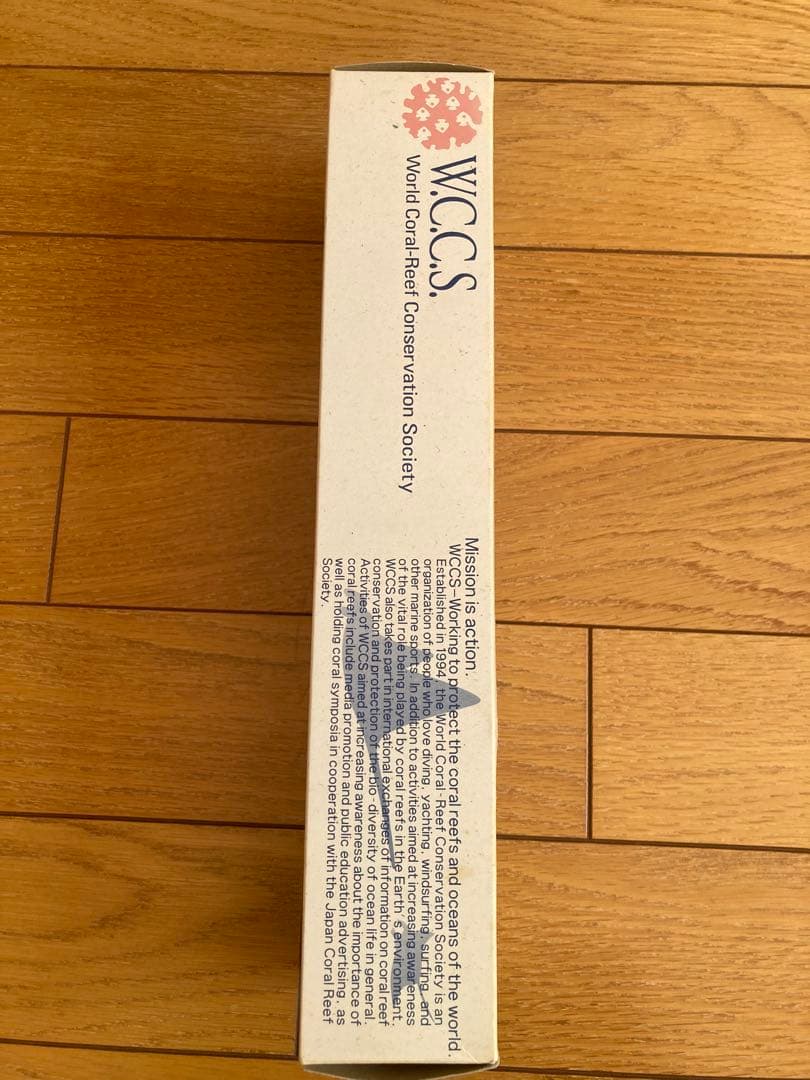 W.C.C.S.
World Coral-Reef Conservation Society
Mission is action.
WCCS-Working to protect the coral reefs and oceans of the world.
Established in 1994, the World Coral-Reef Conservation Society is an
organization of people who love diving, yachting, windsurfing, surfing, and
other marine sports. In addition to activities aimed at increasing awareness
of the vital role being played by coral reefs in the Earth's environment,
WCCS also takes part in international exchanges of information on coral reef
conservation and protection of the bio-diversity of ocean life in general.
Activities of WCCS aimed at increasing awareness about the importance of
coral reefs include media promotion and public education advertising, as
well as holding coral symposia in cooperation with the Japan Coral Reef
Society.